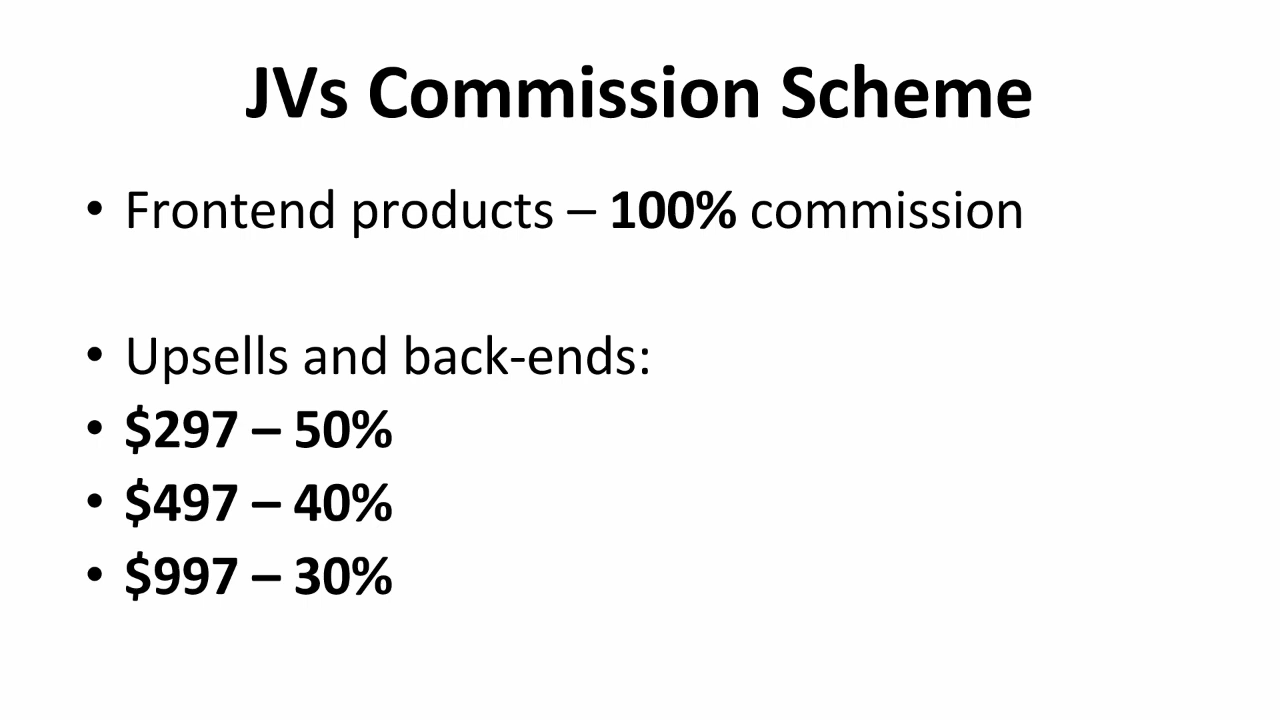 JVs Commission Scheme
• Frontend products – 100% commission
• Upsells and back-ends:
• $297 – 50%
• $497 – 40%
• $997 – 30%